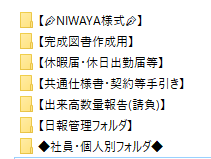 【🖉NIWAYA様式🖉】
【完成図書作成用】
【休暇届・休日出勤届等】
【共通仕様書・契約等手引き】
【出来高数量報告(請負)】
【日報管理フォルダ】
◆社員・個人別フォルダ◆